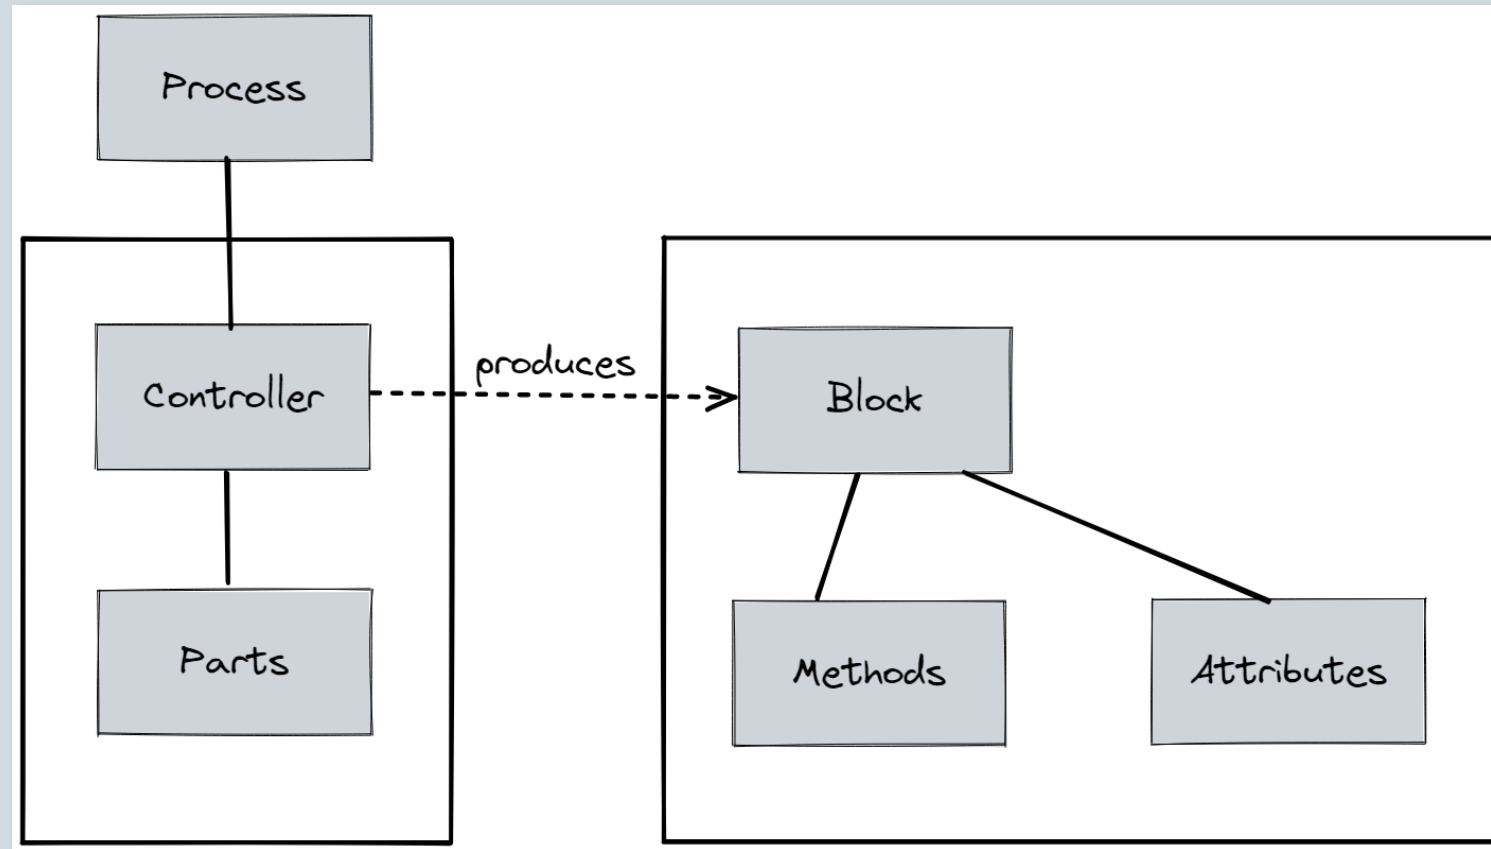 Process
Controller
produces
Block
Parts
Methods
Attributes